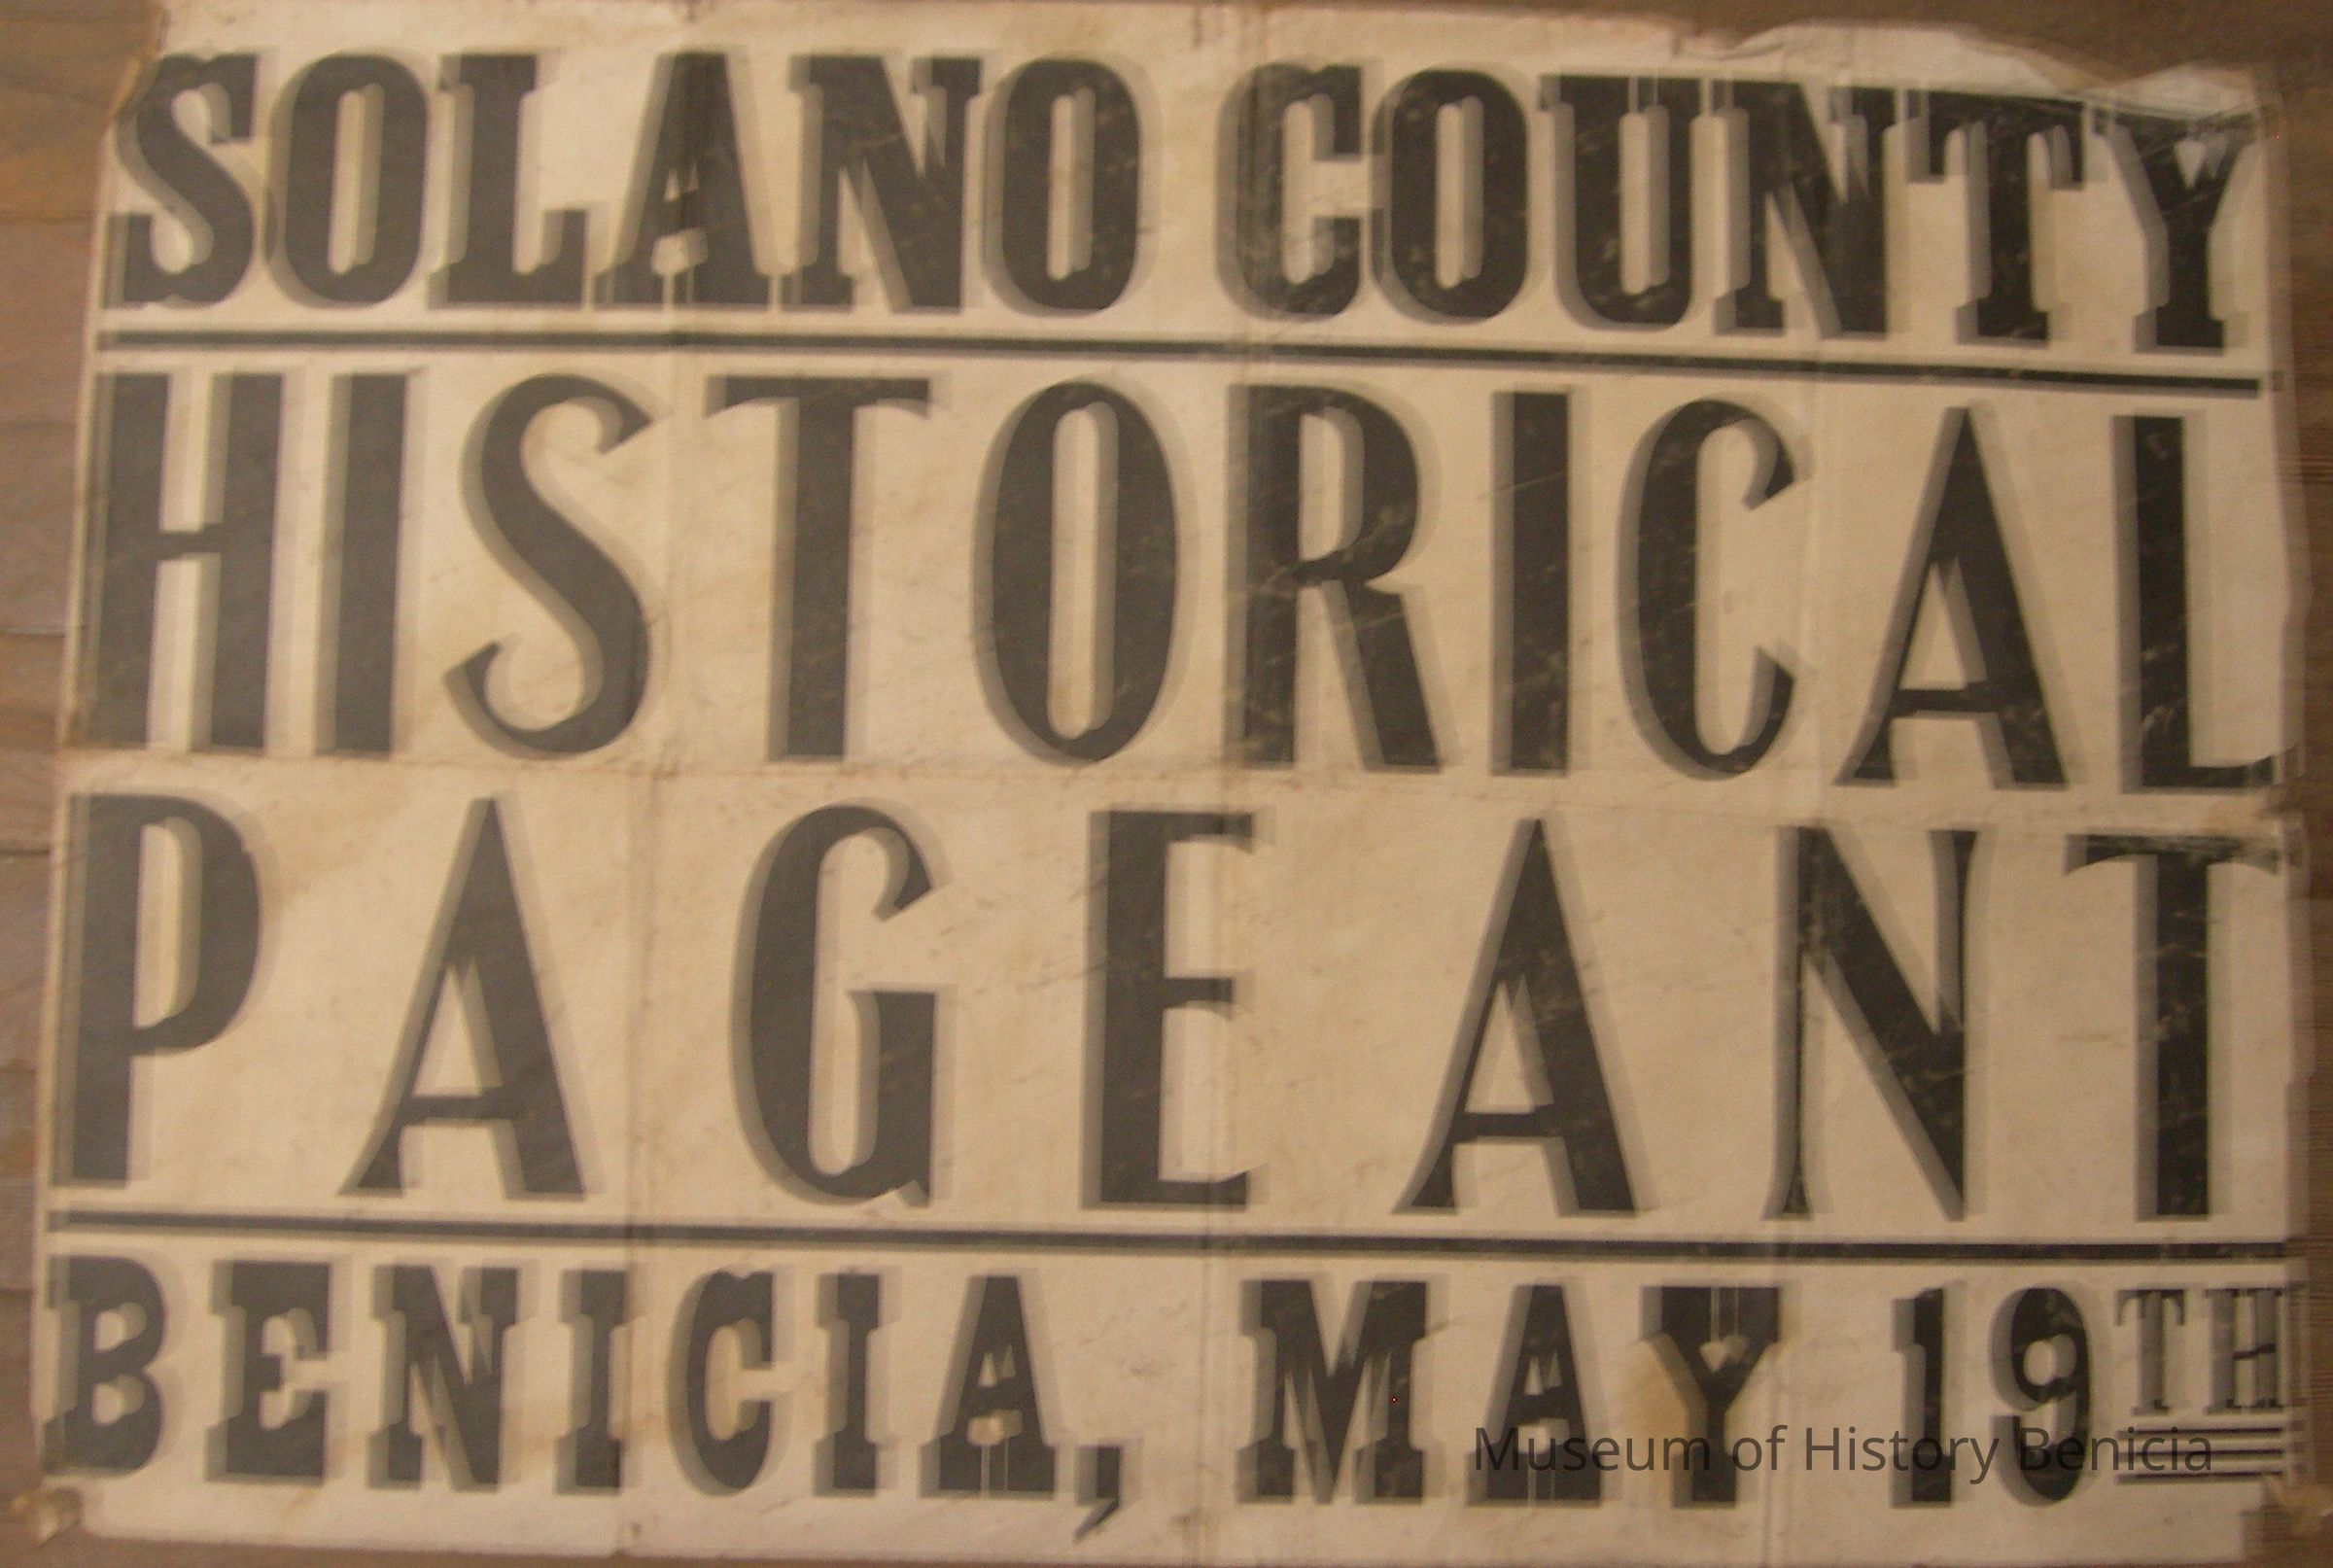 SOLANO COUNTY
HISTORICAL
PAGEANT
BENICIA, MAY 19TH
Museum of History Benicia